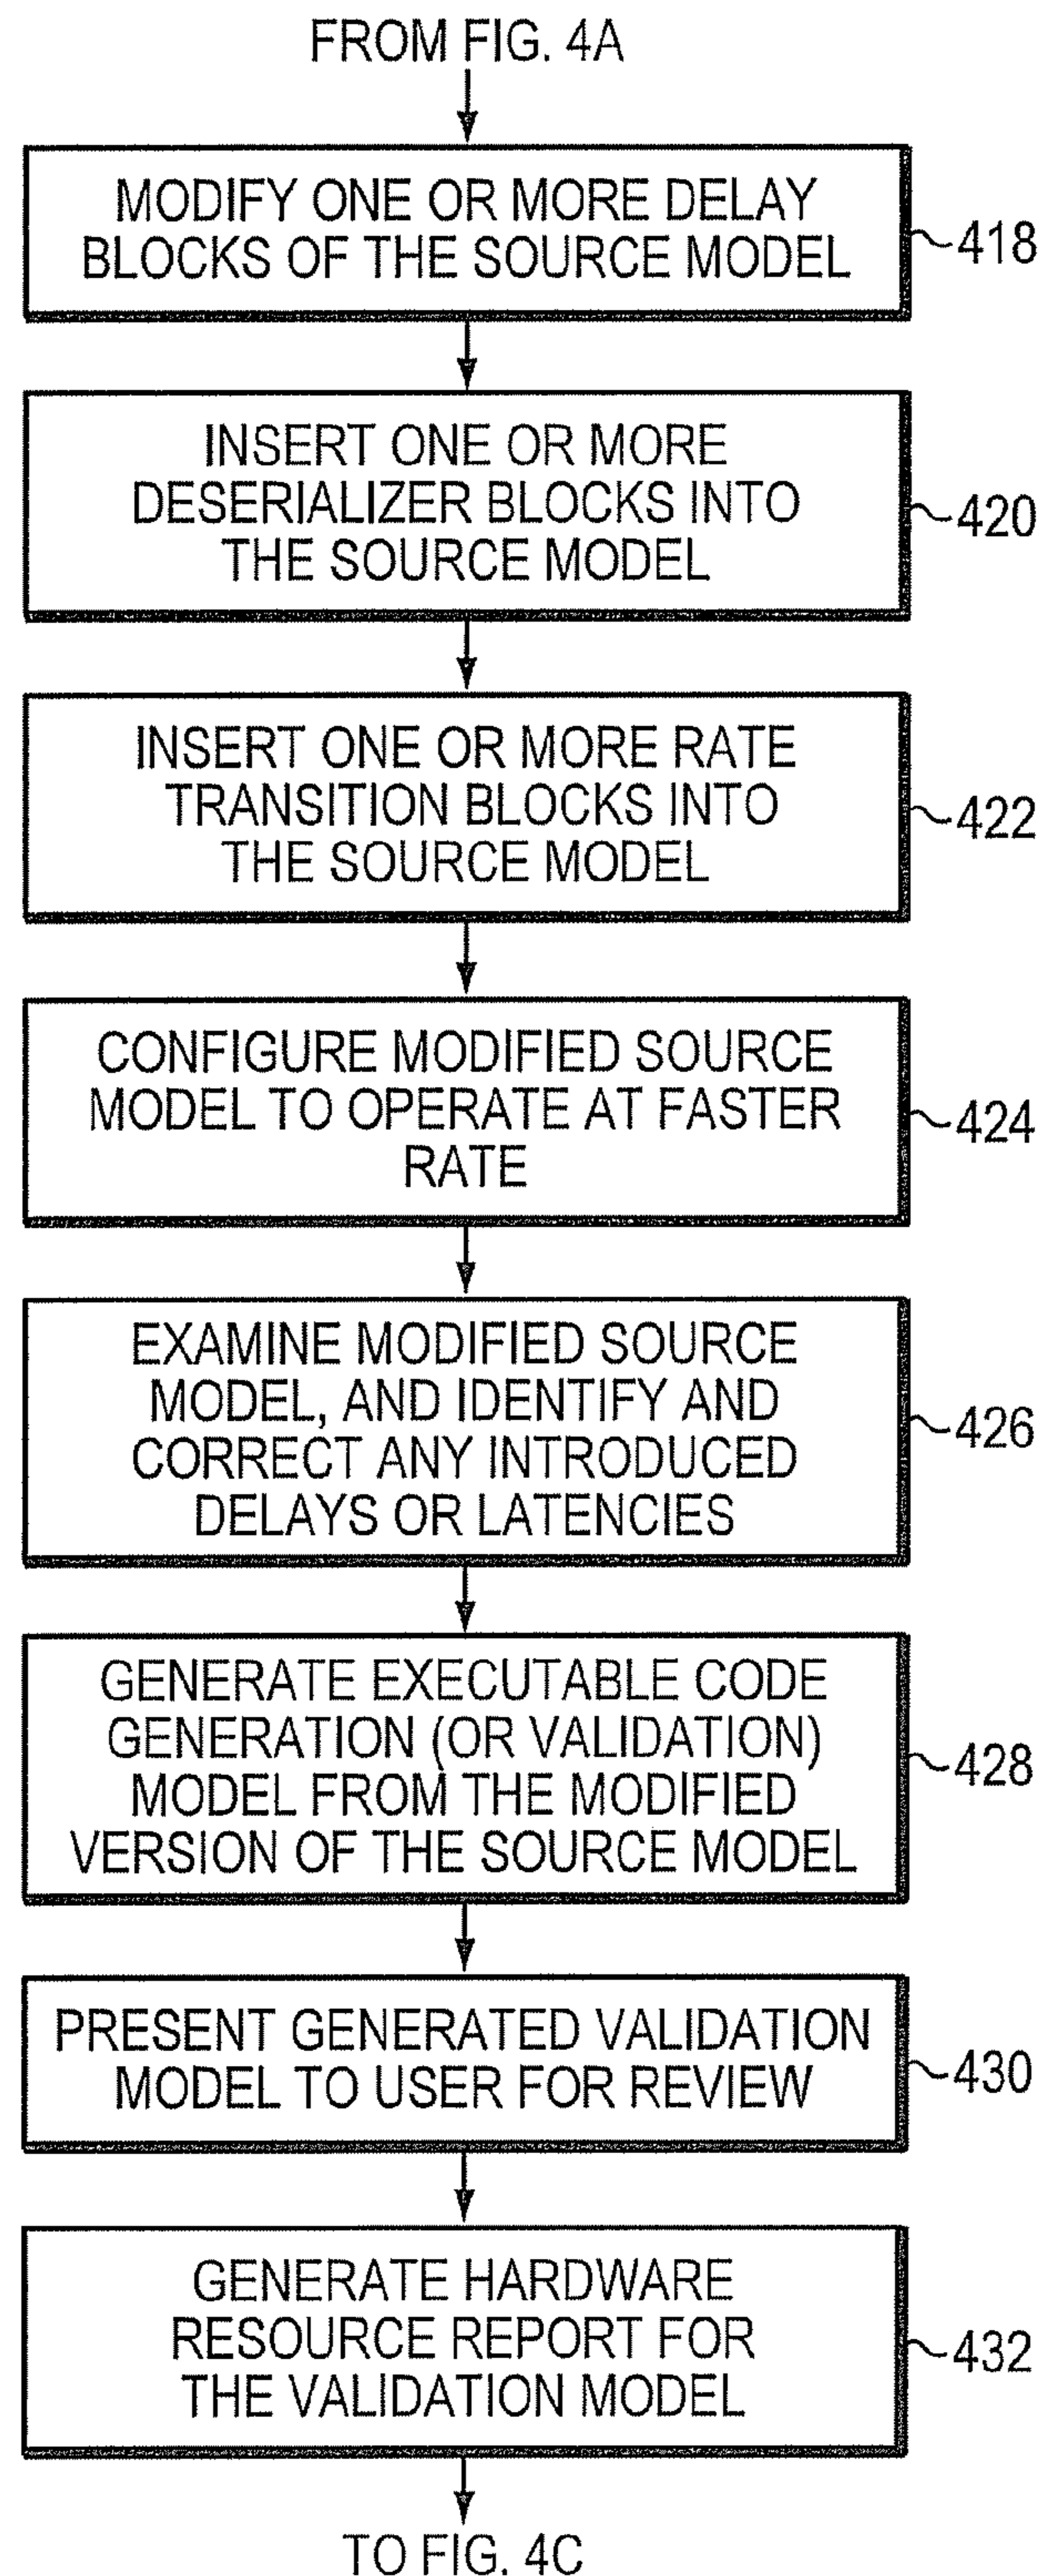 FROM FIG. 4A
MODIFY ONE OR MORE DELAY
BLOCKS OF THE SOURCE MODEL
418
INSERT ONE OR MORE
DESERIALIZER BLOCKS INTO
THE SOURCE MODEL
420
INSERT ONE OR MORE RATE
TRANSITION BLOCKS INTO
THE SOURCE MODEL
422
CONFIGURE MODIFIED SOURCE
MODEL TO OPERATE AT FASTER
RATE
424
EXAMINE MODIFIED SOURCE
MODEL, AND IDENTIFY AND
CORRECT ANY INTRODUCED
DELAYS OR LATENCIES
426
GENERATE EXECUTABLE CODE
GENERATION (OR VALIDATION)
MODEL FROM THE MODIFIED
VERSION OF THE SOURCE MODEL
428
PRESENT GENERATED VALIDATION
MODEL TO USER FOR REVIEW
430
GENERATE HARDWARE
RESOURCE REPORT FOR
THE VALIDATION MODEL
432
TO FIG. 4C